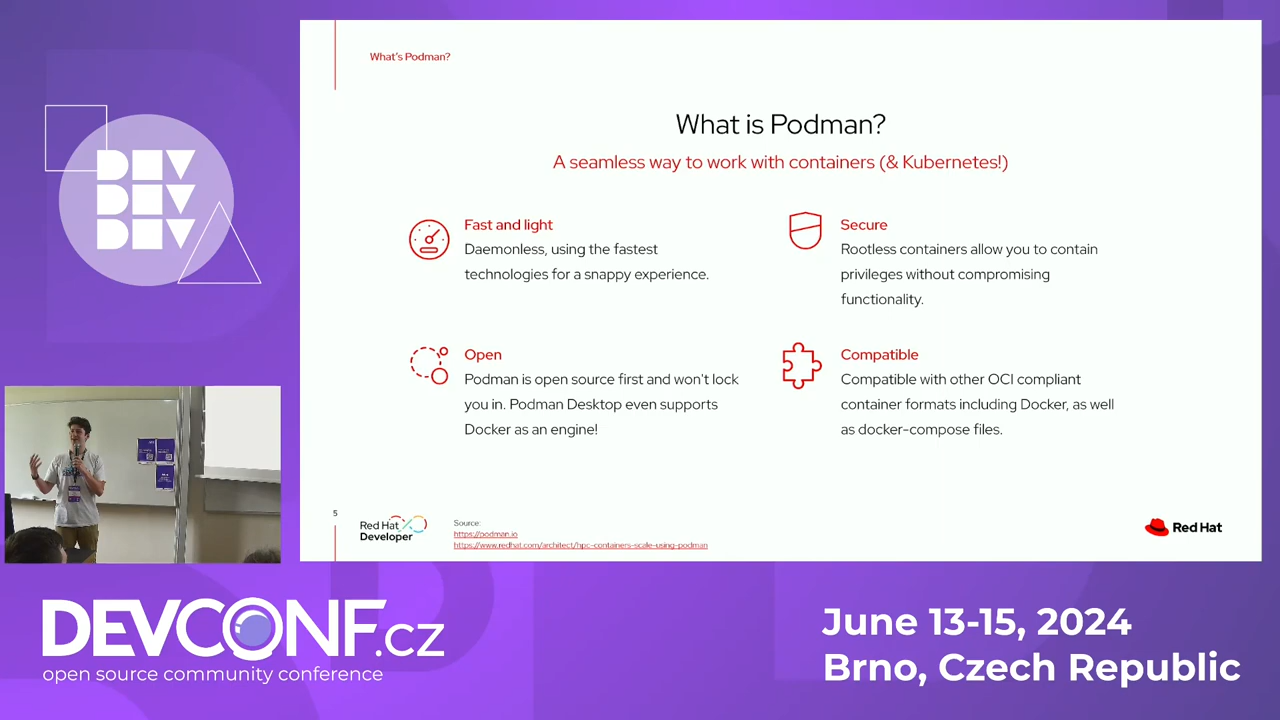 What's Podman?
What is Podman?
A seamless way to work with containers (& Kubernetes!)
Fast and light
Daemonless, using the fastest
technologies for a snappy experience.
Secure
Rootless containers allow you to contain
privileges without compromising
functionality.
Open
Podman is open source first and won't lock
you in. Podman Desktop even supports
Docker as an engine!
Compatible
Compatible with other OCI compliant
container formats including Docker, as well
as docker-compose files.
5
Red Hat
Developer
Source:
https://podman.io
https://www.redhat.com/architect/hpc-containers-scale-using-podman
Red Hat
DEV
DEV
DEV
DEVCONF.cz
open source community conference
June 13-15, 2024
Brno, Czech Republic